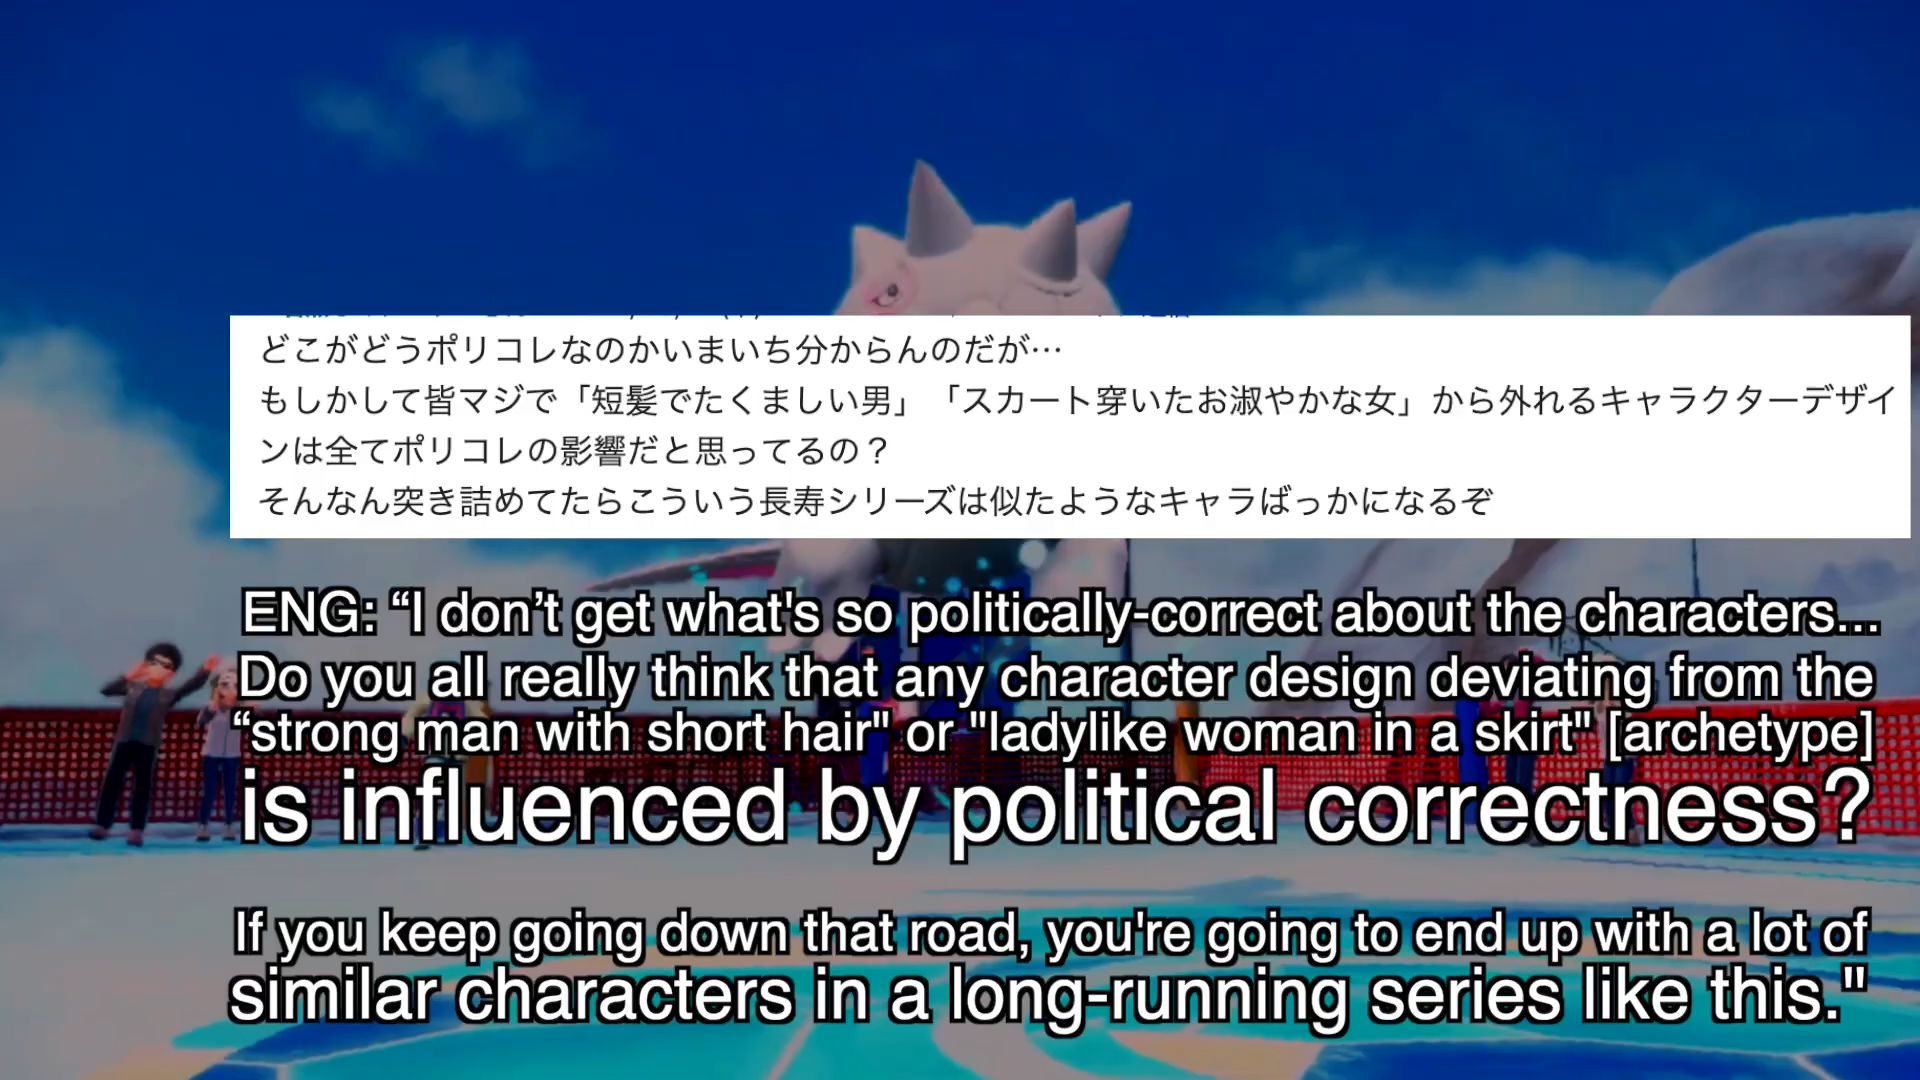 どこがどうポリコレなのかいまいち分からんのだが…
もしかして皆マジで「短髪でたくましい男」「スカート穿いたお淑やかな女」から外れるキャラクターデザイ
ンは全てポリコレの影響だと思ってるの？
そんなん突き詰めてたらこういう長寿シリーズは似たようなキャラばっかになるぞ
ENG: “I don’t get what's so politically-correct about the characters...
Do you all really think that any character design deviating from the
“strong man with short hair" or "ladylike woman in a skirt" [archetype]
is influenced by political correctness?
If you keep going down that road, you're going to end up with a lot of
similar characters in a long-running series like this."